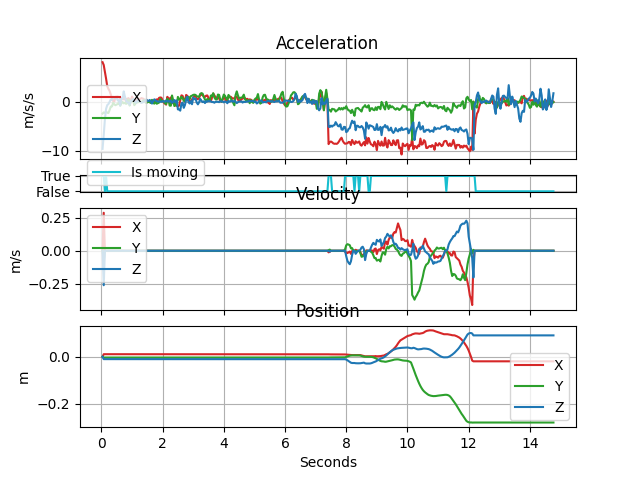 Acceleration
m/s/s
0
−10
X
Y
Z
True
False
Is moving
Velocity
m/s
0.25
0.00
−0.25
X
Y
Z
Position
m
0.0
−0.2
X
Y
Z
0 2 4 6 8 10 12 14
Seconds